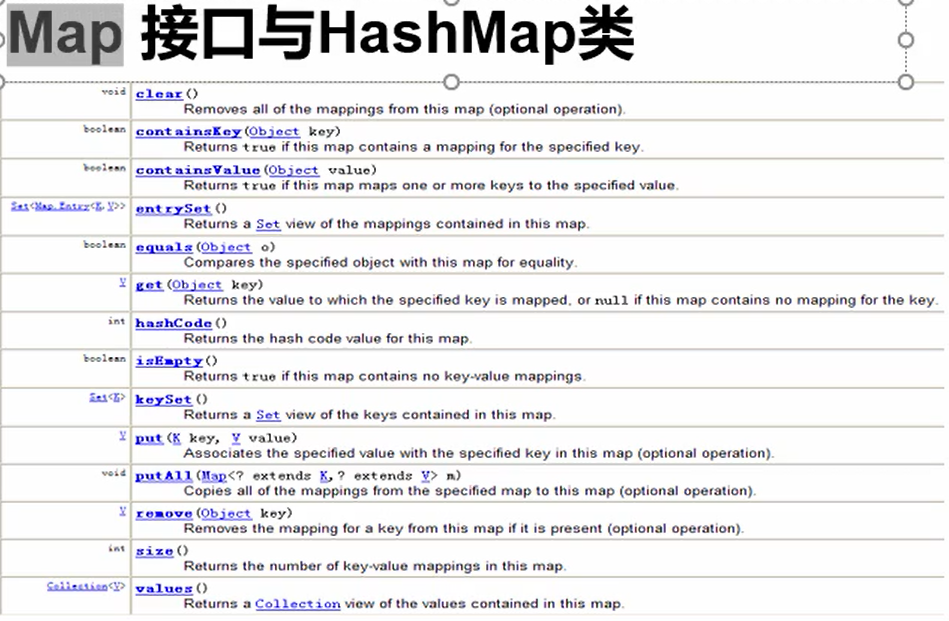 Map 接口与HashMap类
void clear()
Removes all of the mappings from this map (optional operation).
boolean containsKey(Object key)
Returns true if this map contains a mapping for the specified key.
boolean containsValue(Object value)
Returns true if this map maps one or more keys to the specified value.
Set<Map.Entry<K,V>> entrySet()
Returns a Set view of the mappings contained in this map.
boolean equals(Object o)
Compares the specified object with this map for equality.
V get(Object key)
Returns the value to which the specified key is mapped, or null if this map contains no mapping for the key.
int hashCode()
Returns the hash code value for this map.
boolean isEmpty()
Returns true if this map contains no key-value mappings.
Set<K> keySet()
Returns a Set view of the keys contained in this map.
V put(K key, V value)
Associates the specified value with the specified key in this map (optional operation).
void putAll(Map<? extends K,? extends V> m)
Copies all of the mappings from the specified map to this map (optional operation).
V remove(Object key)
Removes the mapping for a key from this map if it is present (optional operation).
int size()
Returns the number of key-value mappings in this map.
Collection<V> values()
Returns a Collection view of the values contained in this map.